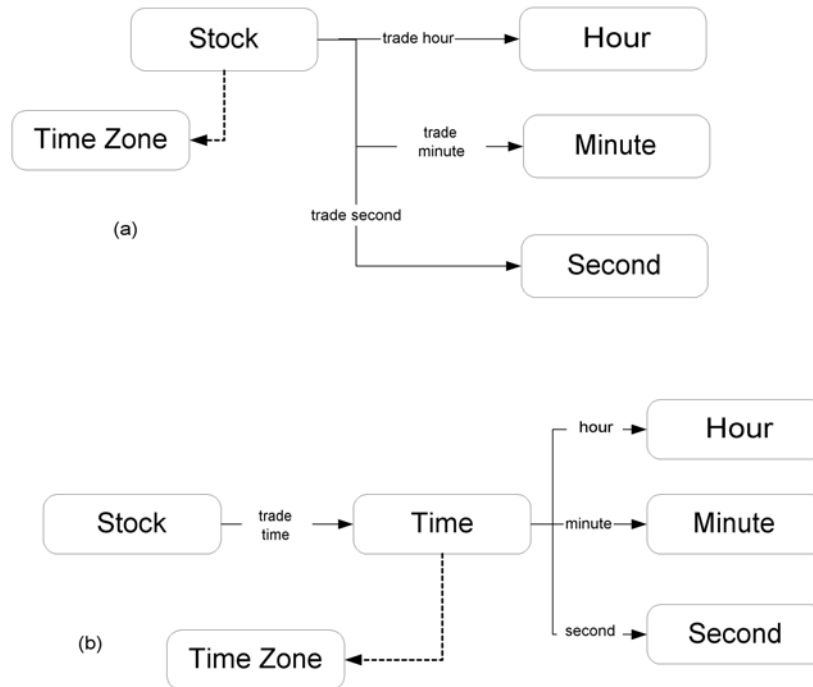 Stock
trade hour
Hour
Time Zone
trade
minute
Minute
(a)
trade second
Second
hour
Hour
Stock
trade
time
Time
minute
Minute
(b)
Time Zone
second
Second